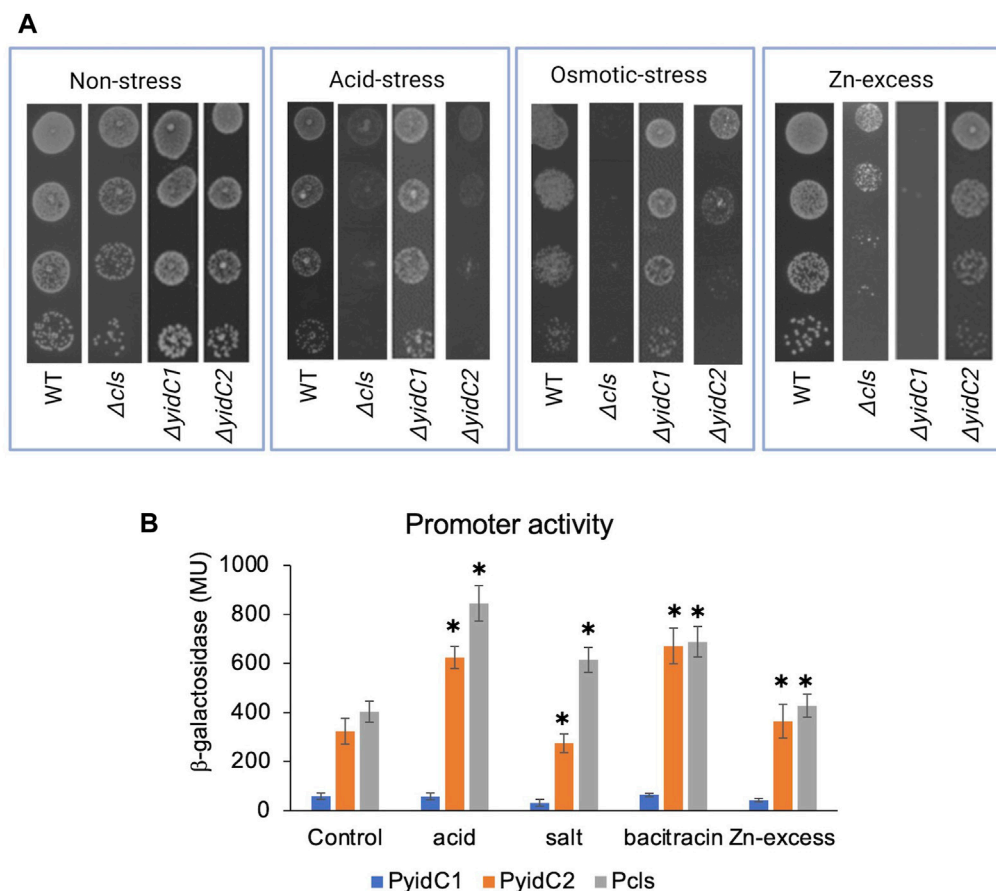 A
Non-stress Acid-stress Osmotic-stress Zn-excess
WT Δcls ΔyidC1 ΔyidC2 WT Δcls ΔyidC1 ΔyidC2 WT Δcls ΔyidC1 ΔyidC2 WT Δcls ΔyidC1 ΔyidC2
B
Promoter activity
β-galactosidase (MU)
1000
800
600
400
200
0
* * * * * * * *
Control acid salt bacitracin Zn-excess
PyidC1 PyidC2 Pcls